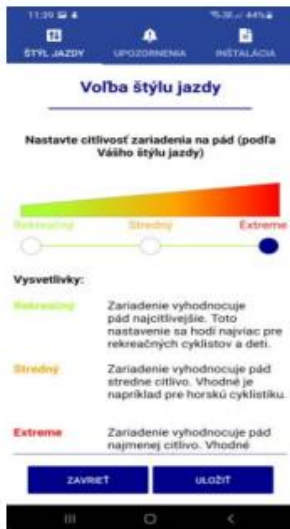 11:39
44%
ŠTÝL JAZDY
UPOZORNENIA
INŠTALÁCIA
Voľba štýlu jazdy
Nastavte citlivosť zariadenia na pád (podľa
Vášho štýlu jazdy)
Rekreačný Stredný Extreme
Vysvetlivky:
Rekreačný Zariadenie vyhodnocuje
pád najcitlivejšie. Toto
nastavenie sa hodí najviac pre
rekreačných cyklistov a deti.
Stredný Zariadenie vyhodnocuje pád
stredne citlivo. Vhodné je
napríklad pre horskú cyklistiku.
Extreme Zariadenie vyhodnocuje pád
najmenej citlivo. Vhodné
ZAVRIEŤ ULOŽIŤ